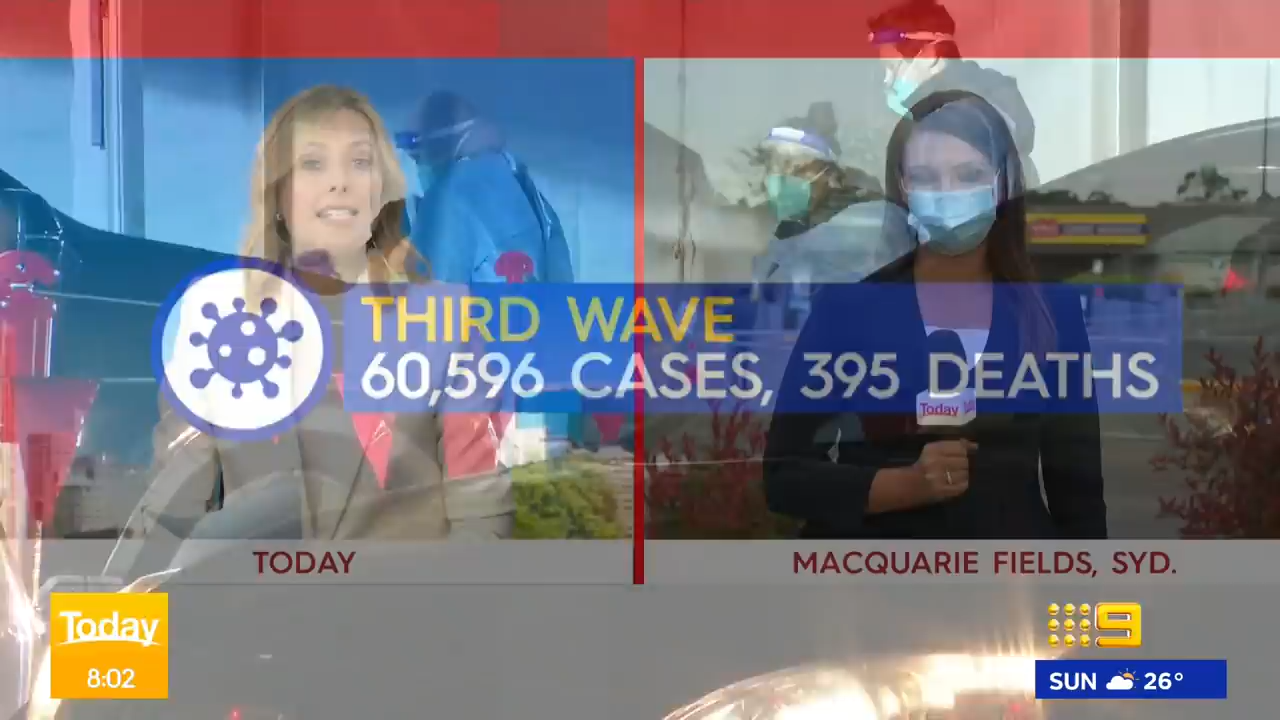 THIRD WAVE
60,596 CASES, 395 DEATHS
Today
TODAY
MACQUARIE FIELDS, SYD.
Today
8:02
9
SUN 26°